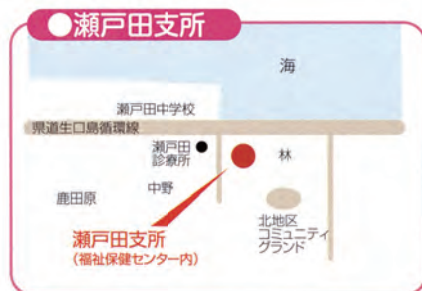 ●瀬戸田支所
海
瀬戸田中学校
県道生口島循環線
瀬戸田
診療所
林
中野
鹿田原
北地区
コミュニティ
グランド
瀬戸田支所
(福祉保健センター内)